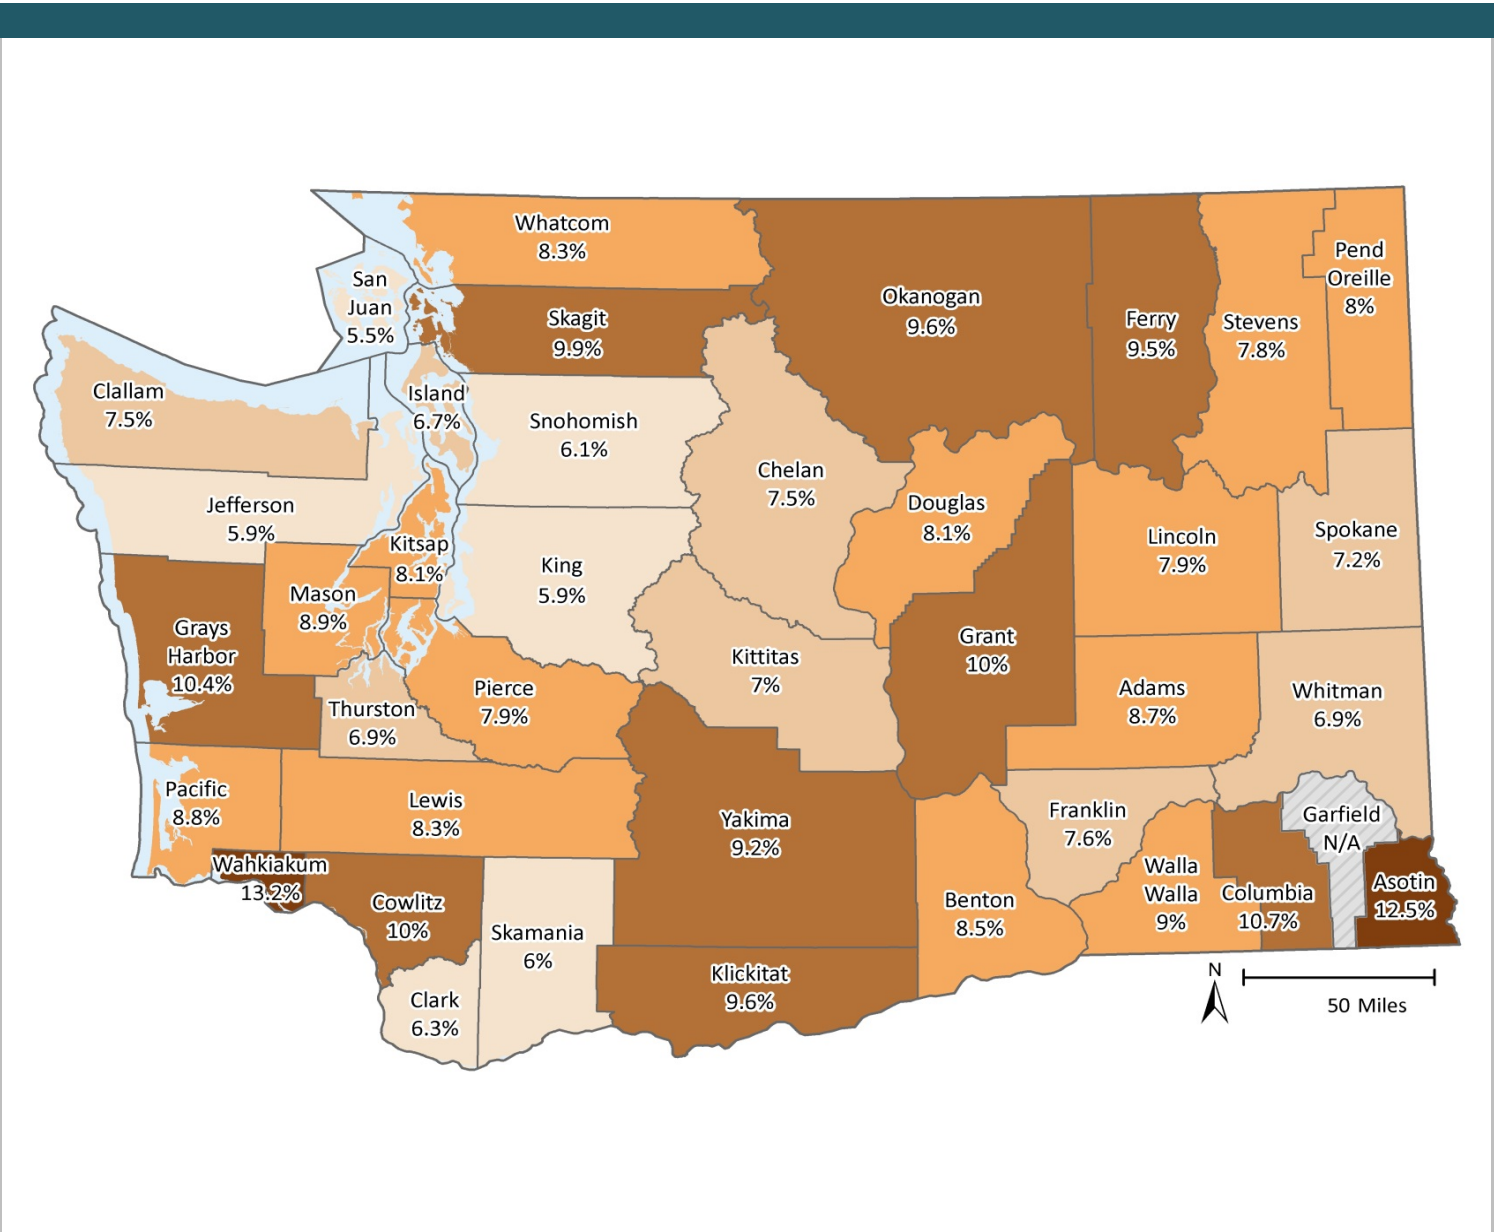 Whatcom
8.3%
San
Juan
5.5%
Skagit
9.9%
Okanogan
9.6%
Ferry
9.5%
Stevens
7.8%
Pend
Oreille
8%
Clallam
7.5%
Island
6.7%
Snohomish
6.1%
Chelan
7.5%
Jefferson
5.9%
Kitsap
8.1%
King
5.9%
Douglas
8.1%
Lincoln
7.9%
Spokane
7.2%
Mason
8.9%
Grays
Harbor
10.4%
Kittitas
7%
Grant
10%
Pierce
7.9%
Thurston
6.9%
Adams
8.7%
Whitman
6.9%
Pacific
8.8%
Lewis
8.3%
Yakima
9.2%
Franklin
7.6%
Garfield
N/A
Wahkiakum
13.2%
Cowlitz
10%
Skamania
6%
Benton
8.5%
Walla
Walla
9%
Columbia
10.7%
Asotin
12.5%
Klickitat
9.6%
Clark
6.3%
N
50 Miles